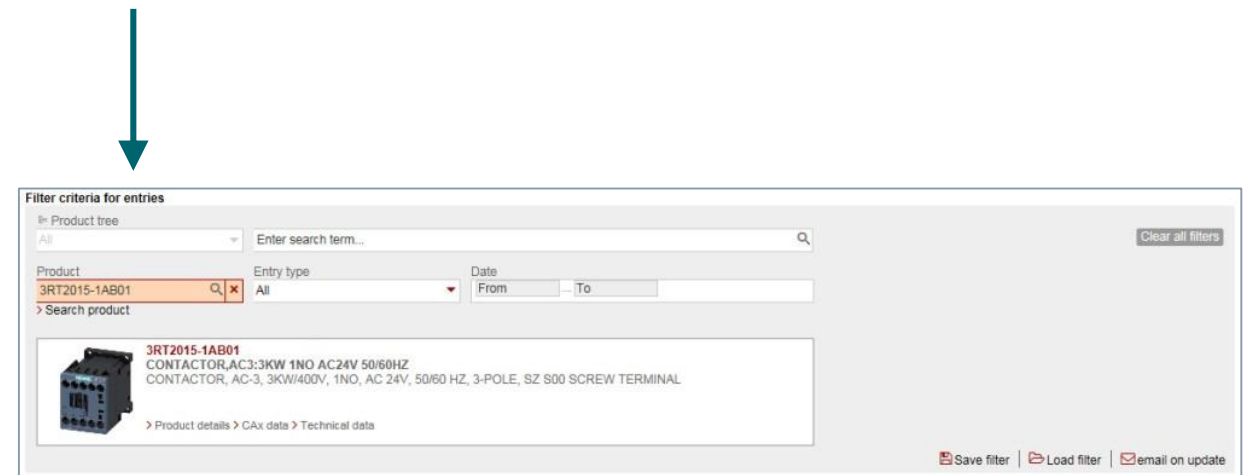 Filter criteria for entries
Product tree
All
Enter search term...
Clear all filters
Product
Entry type
Date
3RT2015-1AB01
All
From ... To
> Search product
3RT2015-1AB01
CONTACTOR,AC3:3KW 1NO AC24V 50/60HZ
CONTACTOR, AC-3, 3KW/400V, 1NO, AC 24V, 50/60 HZ, 3-POLE, SZ S00 SCREW TERMINAL
> Product details > CAx data > Technical data
Save filter | Load filter | email on update